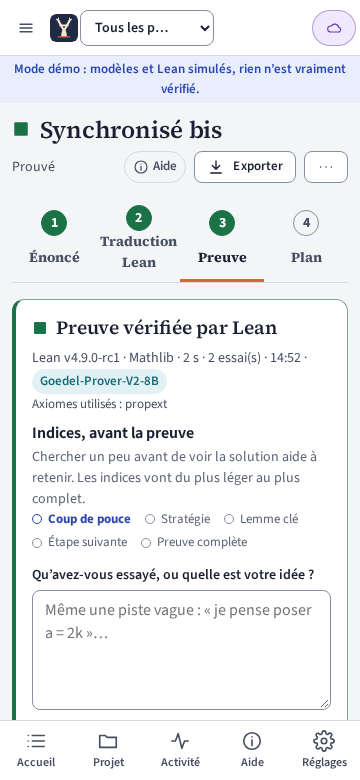 Tous les p…
Mode démo : modèles et Lean simulés, rien n’est vraiment
vérifié.
Synchronisé bis
Prouvé
Aide
Exporter
···
1
Énoncé
2
Traduction
Lean
3
Preuve
4
Plan
Preuve vérifiée par Lean
Lean v4.9.0-rc1 · Mathlib · 2 s · 2 essai(s) · 14:52 ·
Goedel-Prover-V2-8B
Axiomes utilisés : propext
Indices, avant la preuve
Chercher un peu avant de voir la solution aide à
retenir. Les indices vont du plus léger au plus
complet.
Coup de pouce
Stratégie
Lemme clé
Étape suivante
Preuve complète
Qu’avez-vous essayé, ou quelle est votre idée ?
Même une piste vague : « je pense poser
a = 2k »…
Accueil
Projet
Activité
Aide
Réglages